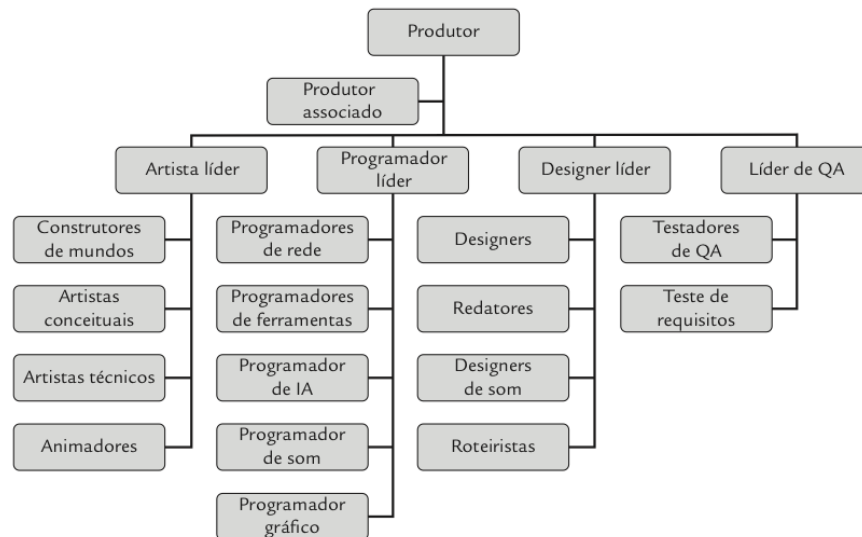 Produtor
Produtor
associado
Artista líder
Programador
líder
Designer líder
Líder de QA
Construtores
de mundos
Programadores
de rede
Designers
Testadores
de QA
Artistas
conceituais
Programadores
de ferramentas
Redatores
Teste de
requisitos
Artistas técnicos
Programador
de IA
Designers
de som
Animadores
Programador
de som
Roteiristas
Programador
gráfico